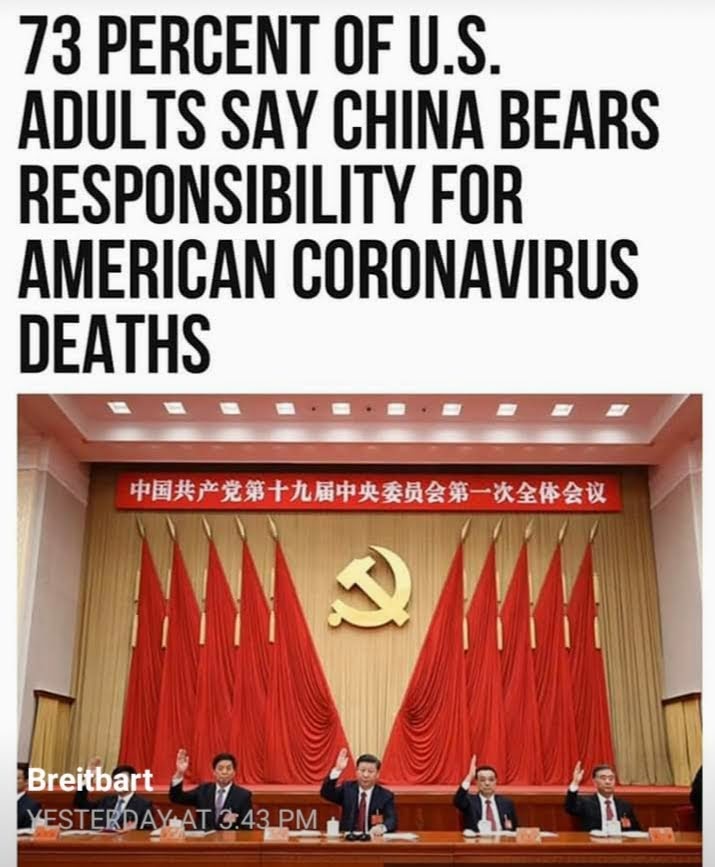 73 PERCENT OF U.S.
ADULTS SAY CHINA BEARS
RESPONSIBILITY FOR
AMERICAN CORONAVIRUS
DEATHS
中国共产党第十九届中央委员会第一次全体会议
Breitbart
YESTERDAY AT 3:43 PM